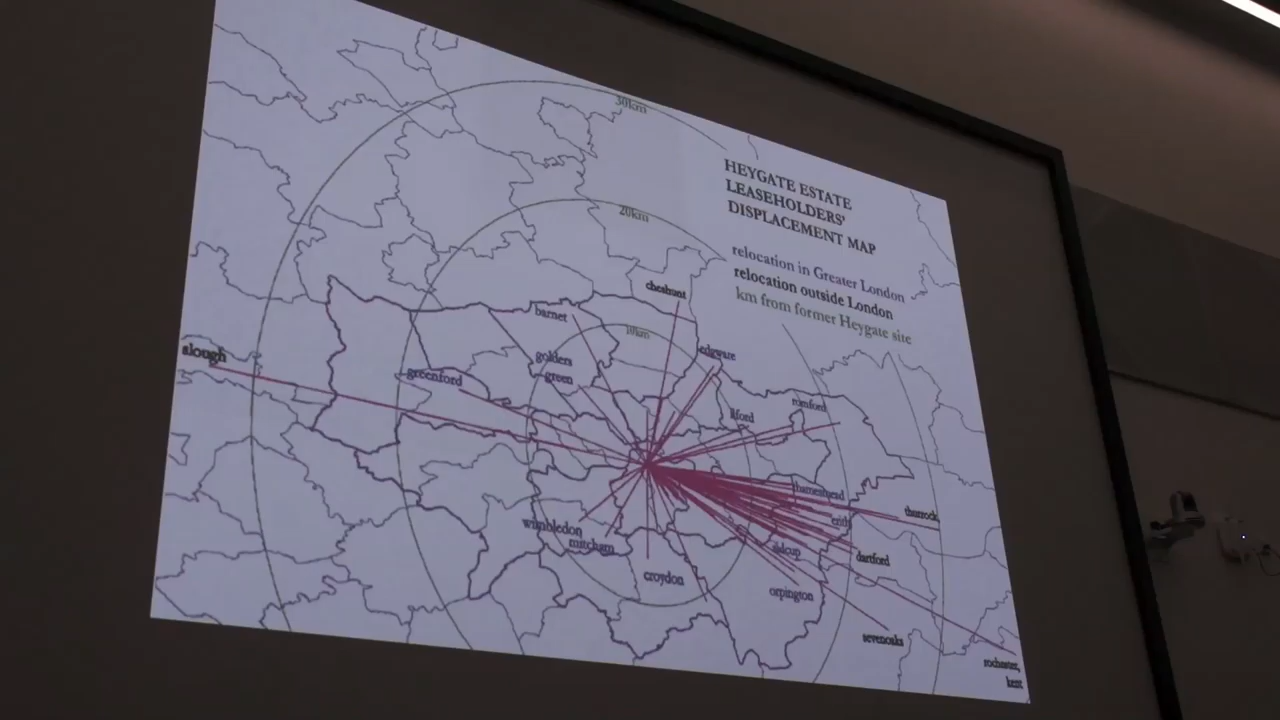 30km
HEYGATE ESTATE
LEASEHOLDERS'
DISPLACEMENT MAP
20km
relocation in Greater London
relocation outside London
km from former Heygate site
cheshunt
barnet
10km
slough
golders
green
edgware
greenford
ilford
romford
thamesmead
thurrock
erith
wimbledon
mitcham
sidcup
dartford
croydon
orpington
sevenoaks
rochester,
kent